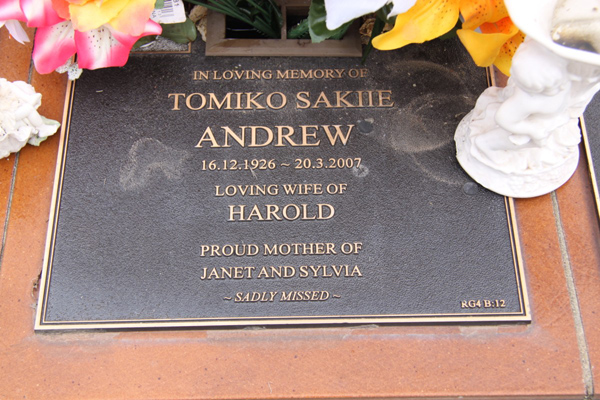 IN LOVING MEMORY OF
TOMIKO SAKIIE
ANDREW
16.12.1926 ~ 20.3.2007
LOVING WIFE OF
HAROLD
PROUD MOTHER OF
JANET AND SYLVIA
~ SADLY MISSED ~
RG4 B:12